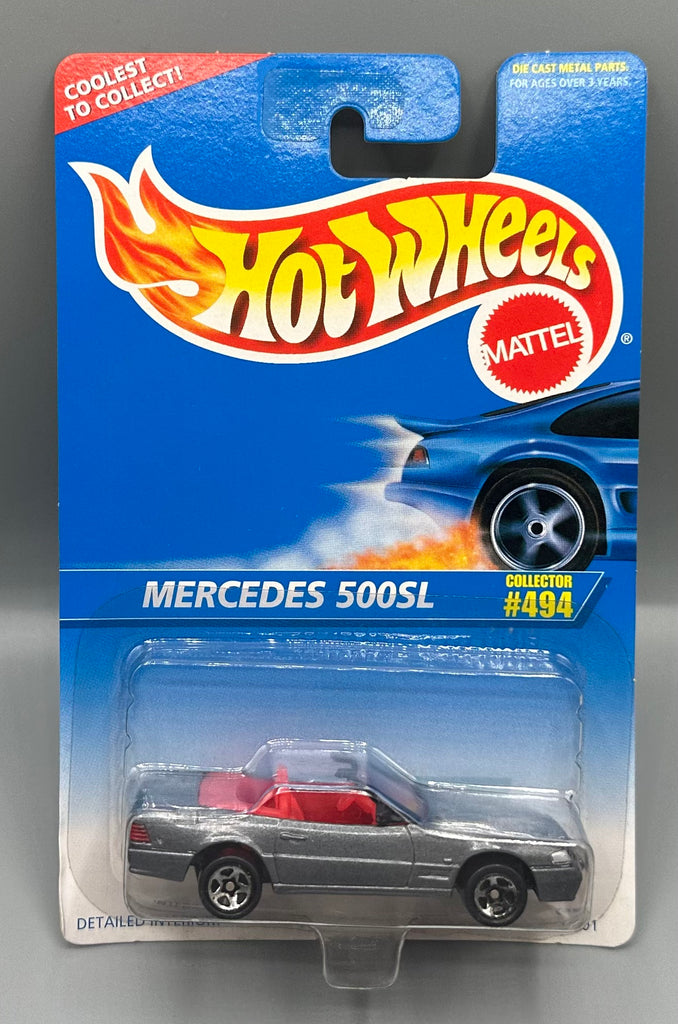 COOLEST
TO COLLECT!
DIE CAST METAL PARTS.
FOR AGES OVER 3 YEARS.
HOT WHEELS
MATTEL
®
MERCEDES 500SL
COLLECTOR
#494
DETAILED INTERIOR